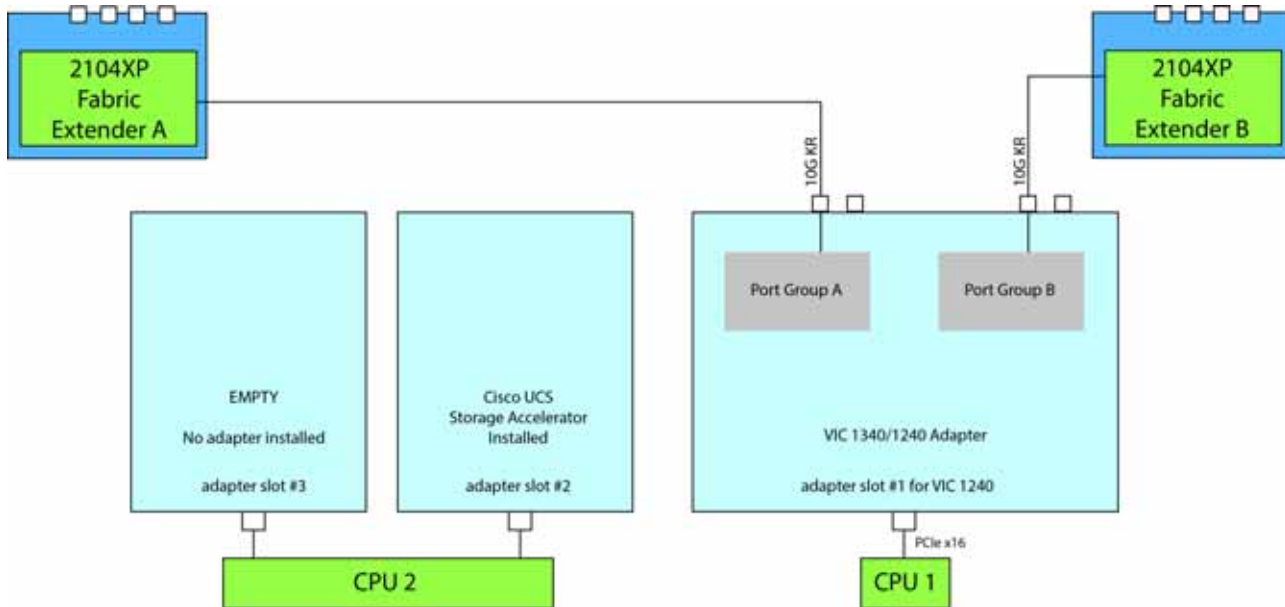 2104XP
Fabric
Extender A
2104XP
Fabric
Extender B
10G KR
10G KR
Port Group A
Port Group B
EMPTY
No adapter installed
adapter slot #3
Cisco UCS
Storage Accelerator
Installed
adapter slot #2
VIC 1340/1240 Adapter
adapter slot #1 for VIC 1240
PCIe x16
CPU 2
CPU 1